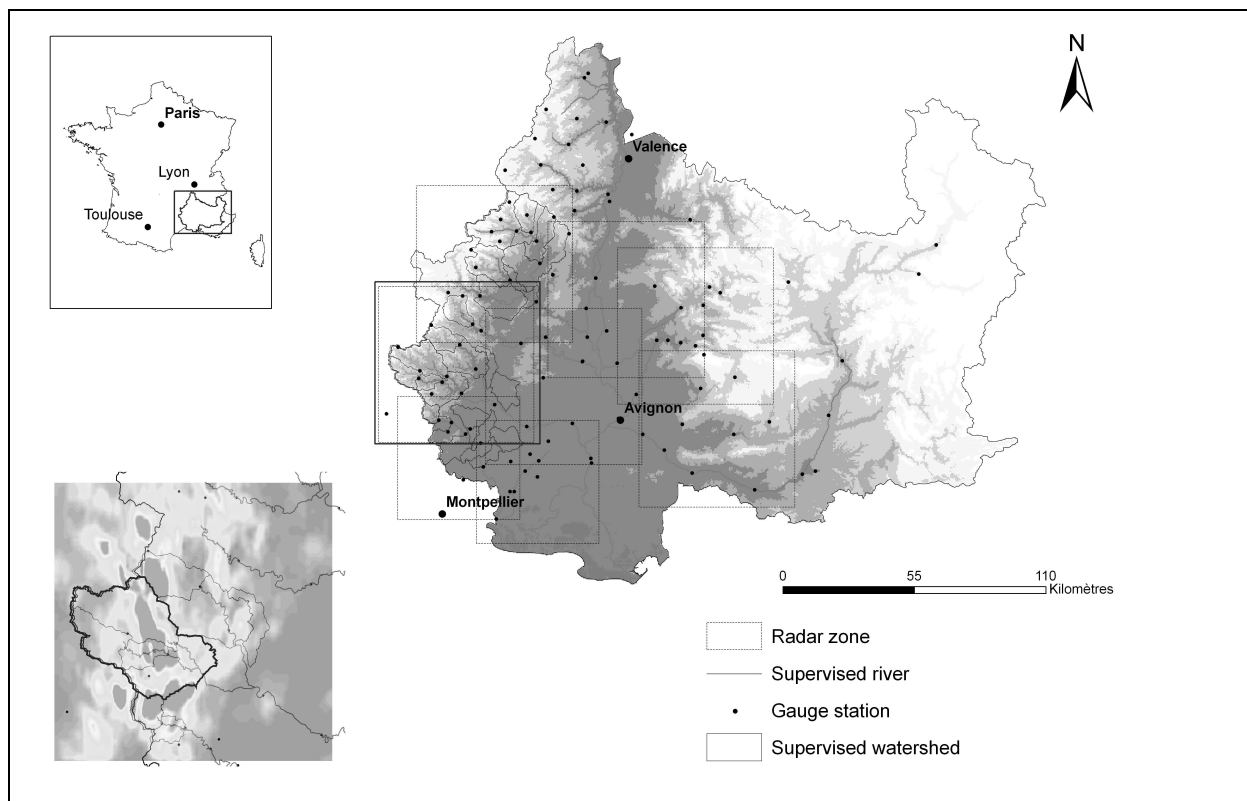 N
Paris
Lyon
Toulouse
Valence
Avignon
Montpellier
0 55 110
Kilomètres
Radar zone
Supervised river
Gauge station
Supervised watershed